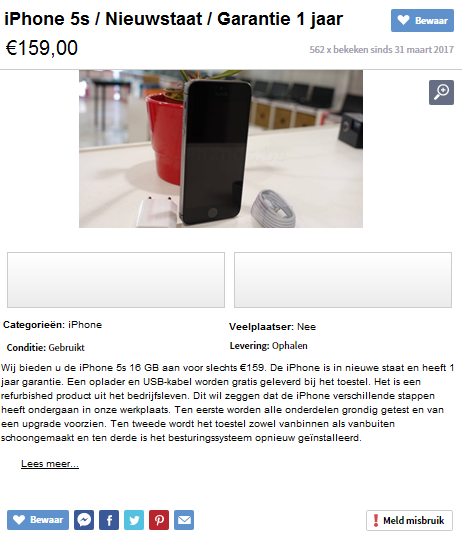 iPhone 5s / Nieuwstaat / Garantie 1 jaar
Bewaar
€159,00
562 x bekeken sinds 31 maart 2017
Categorieën: iPhone
Veelplaatser: Nee
Conditie: Gebruikt
Levering: Ophalen
Wij bieden u de iPhone 5s 16 GB aan voor slechts €159. De iPhone is in nieuwe staat en heeft 1
jaar garantie. Een oplader en USB-kabel worden gratis geleverd bij het toestel. Het is een
refurbished product uit het bedrijfsleven. Dit wil zeggen dat de iPhone verschillende stappen
heeft ondergaan in onze werkplaats. Ten eerste worden alle onderdelen grondig getest en van
een upgrade voorzien. Ten tweede wordt het toestel zowel vanbinnen als vanbuiten
schoongemaakt en ten derde is het besturingssysteem opnieuw geïnstalleerd.
Lees meer...
Bewaar
Meld misbruik